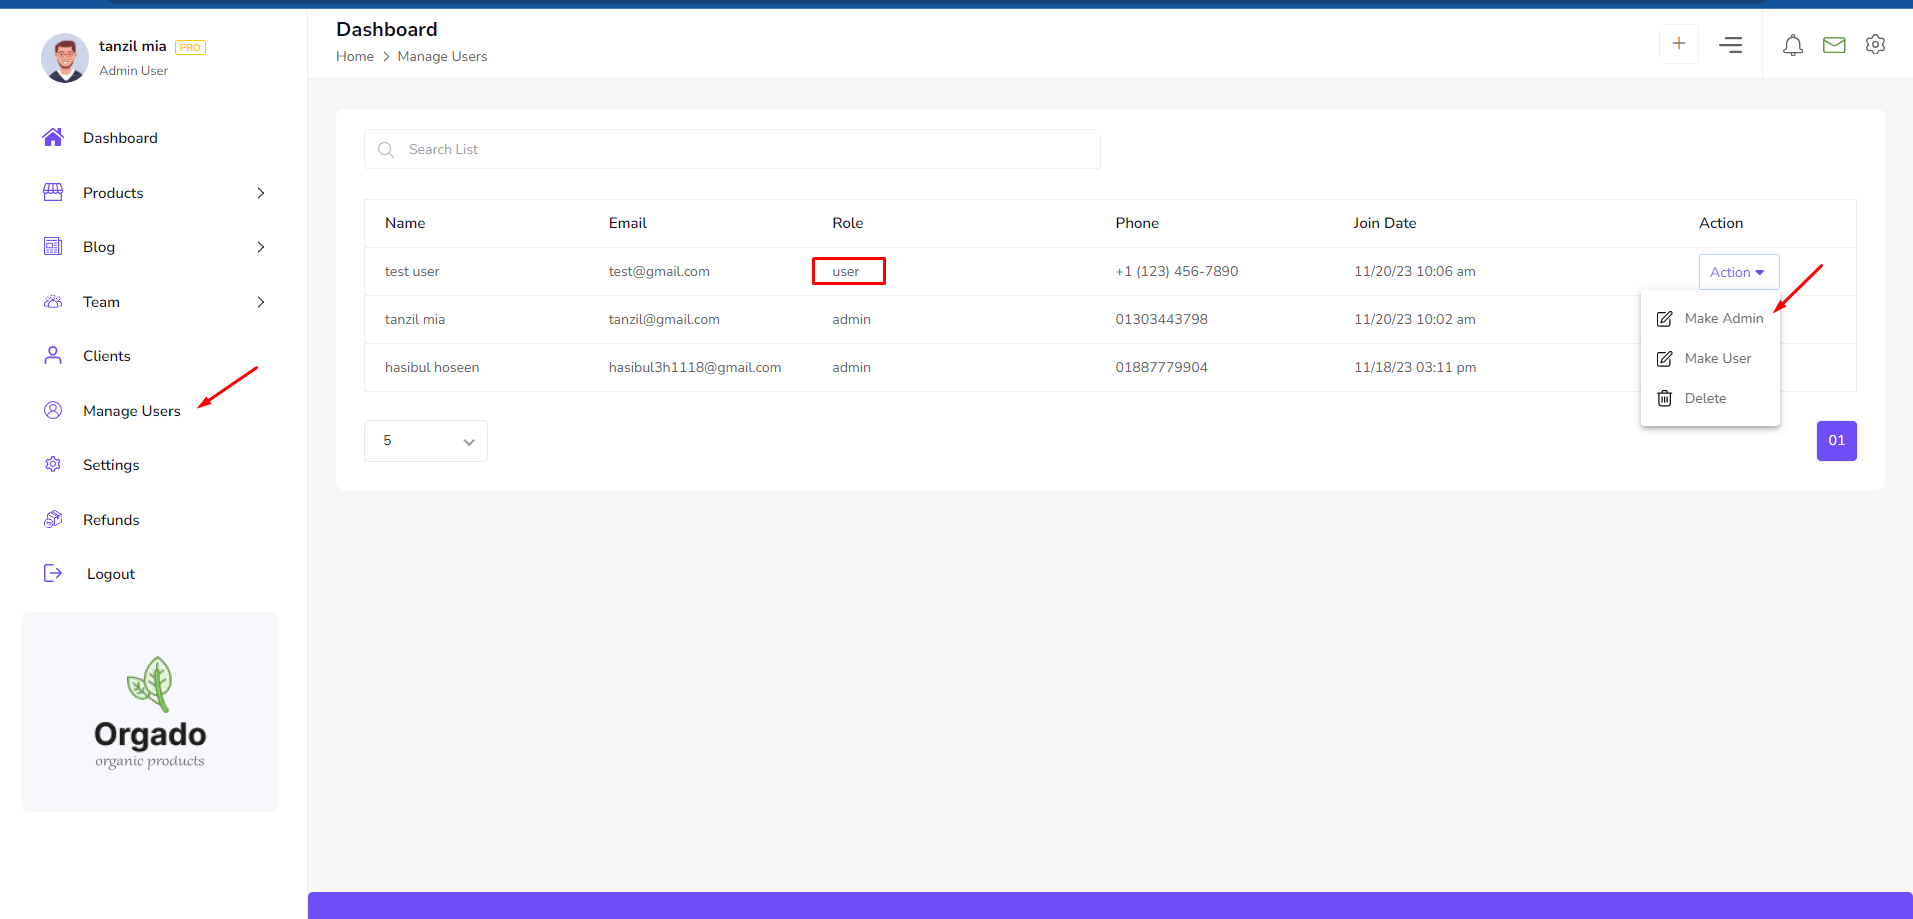 tanzil mia PRO
Admin User
Dashboard
Products
Blog
Team
Clients
Manage Users
Settings
Refunds
Logout
Orgado
organic products
Dashboard
Home > Manage Users
Search List
Name Email Role Phone Join Date Action
test user test@gmail.com user +1 (123) 456-7890 11/20/23 10:06 am Action
tanzil mia tanzil@gmail.com admin 01303443798 11/20/23 10:02 am
hasibul hoseen hasibul3h1118@gmail.com admin 01887779904 11/18/23 03:11 pm
Make Admin
Make User
Delete
5
01